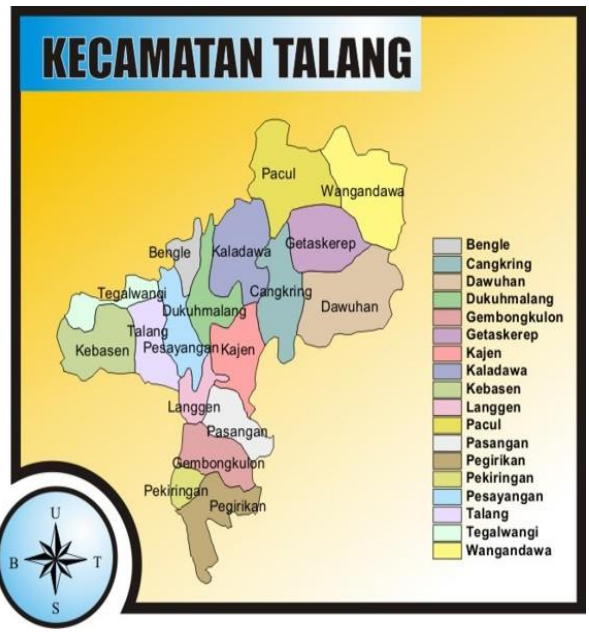 KECAMATAN TALANG
Pacul
Wangandawa
Getaskerep
Bengle
Kaladawa
Cangkring
Tegalwangi
Dukuhmalang
Dawuhan
Talang
Kebasen
Pesayangan
Kajen
Langgen
Pasangan
Gembongkulon
Pekiringan
Pegirikan
Bengle
Cangkring
Dawuhan
Dukuhmalang
Gembongkulon
Getaskerep
Kajen
Kaladawa
Kebasen
Langgen
Pacul
Pasangan
Pegirikan
Pekiringan
Pesayangan
Talang
Tegalwangi
Wangandawa
U
B
T
S